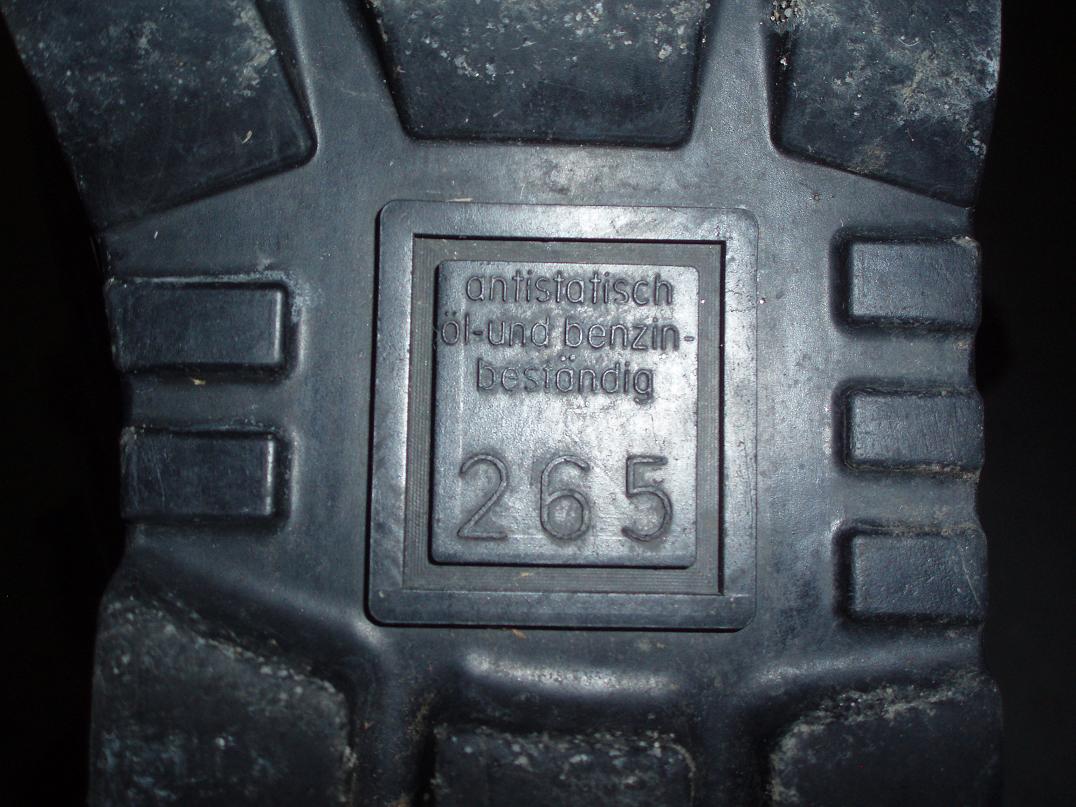 antistatisch
öl-und benzin-
beständig
265